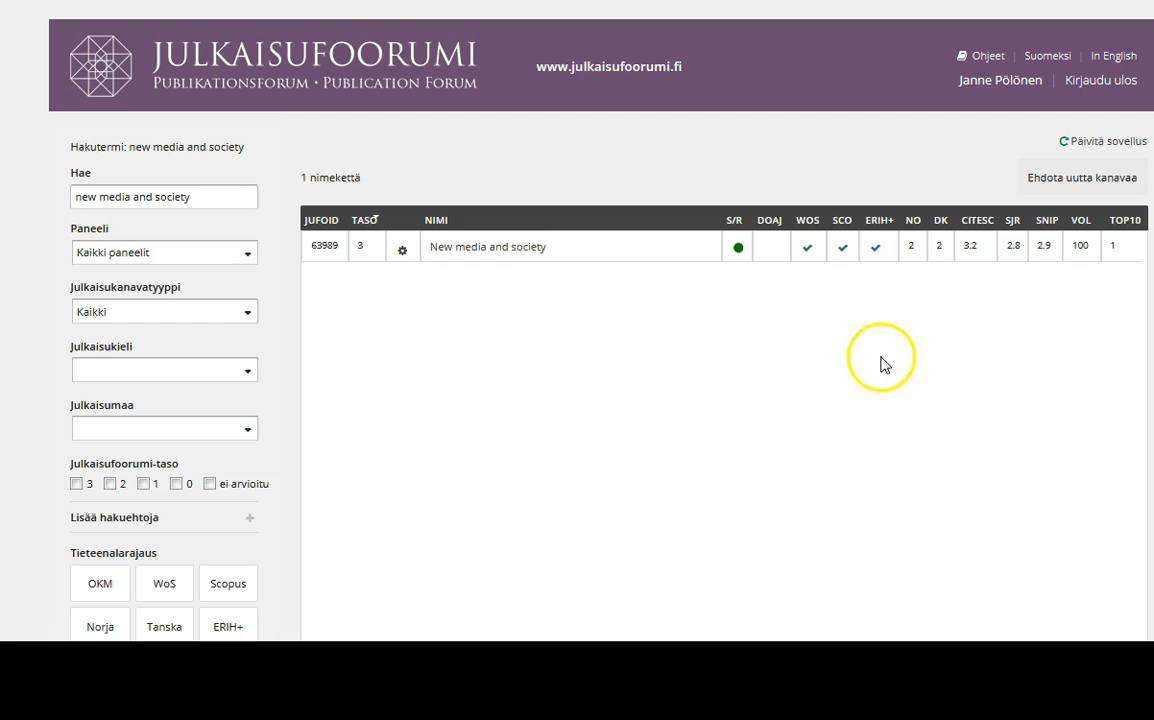 JULKAISUFOORUMI
PUBLIKATIONSFORUM · PUBLICATION FORUM
www.julkaisufoorumi.fi
Ohjeet | Suomeksi | In English
Janne Pölönen | Kirjaudu ulos
Päivitä sovellus
Hakutermi: new media and society
Hae
new media and society
Paneeli
Kaikki paneelit
Julkaisukanavatyyppi
Kaikki
Julkaisukieli
Julkaisumaa
Julkaisufoorumi-taso
3 2 1 0 ei arvioitu
Lisää hakuehtoja +
Tieteenalarajaus
OKM WoS Scopus
Norja Tanska ERIH+
1 nimekettä
Ehdota uutta kanavaa
JUFOID TASO NIMI S/R DOAJ WOS SCO ERIH+ NO DK CITESC SJR SNIP VOL TOP10
63989 3 New media and society 2 2 3.2 2.8 2.9 100 1